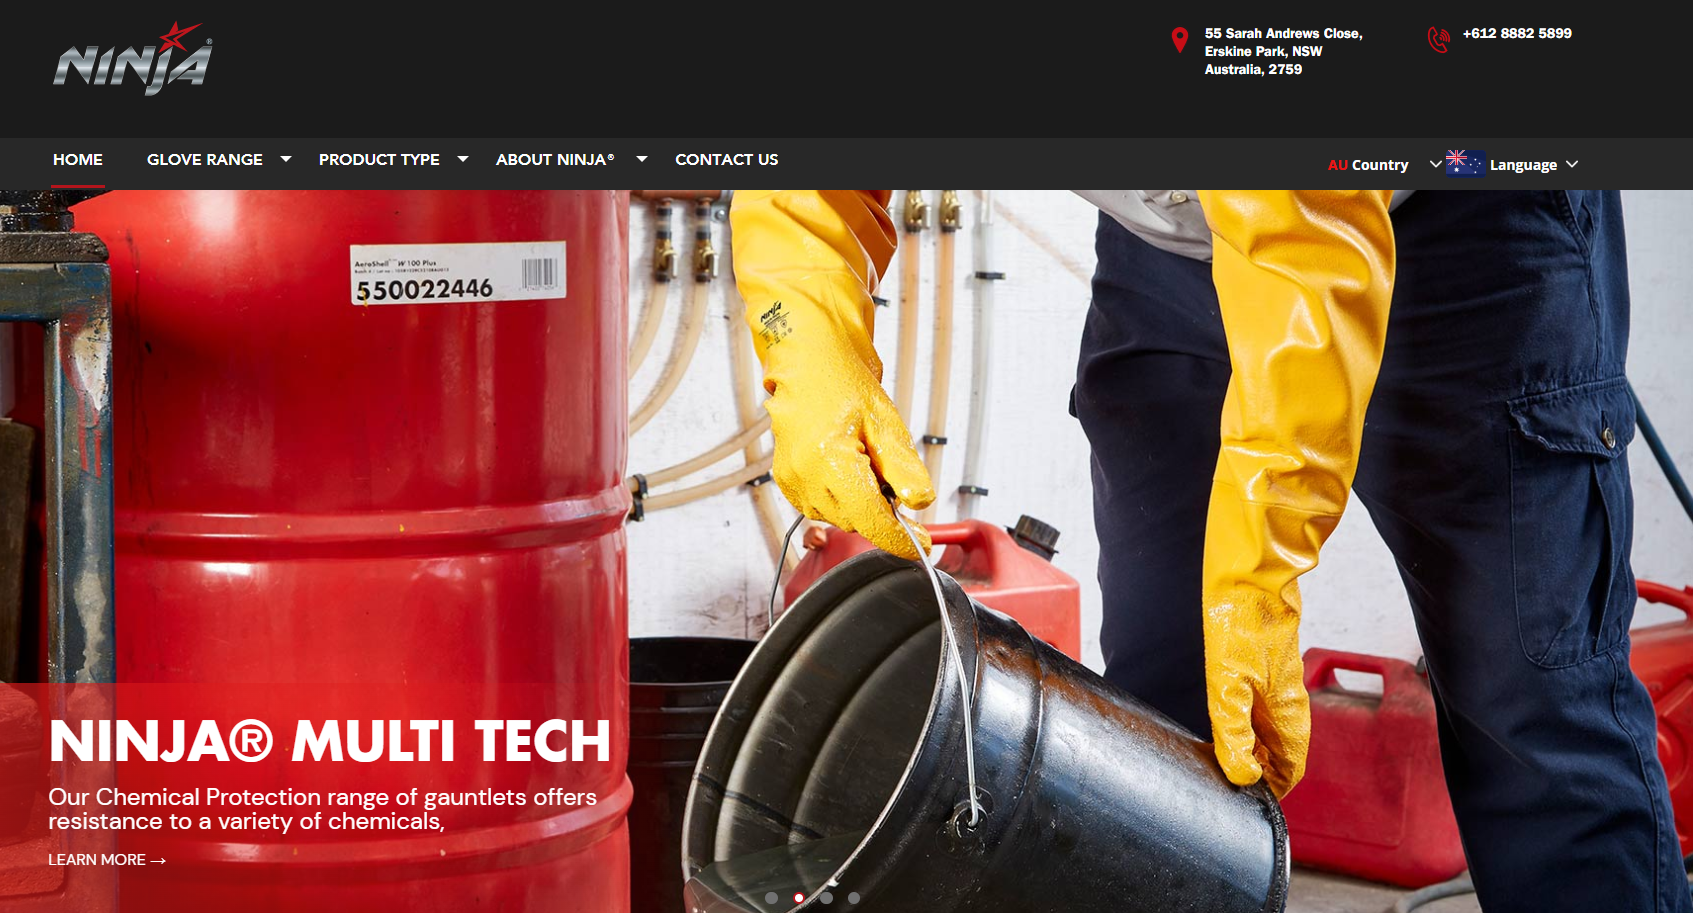 NINJA®
55 Sarah Andrews Close,
Erskine Park, NSW
Australia, 2759
+612 8882 5899
HOME
GLOVE RANGE
PRODUCT TYPE
ABOUT NINJA®
CONTACT US
AU Country
Language
AeroShell W 100 Plus
550022446
NINJA
NINJA® MULTI TECH
Our Chemical Protection range of gauntlets offers
resistance to a variety of chemicals,
LEARN MORE →